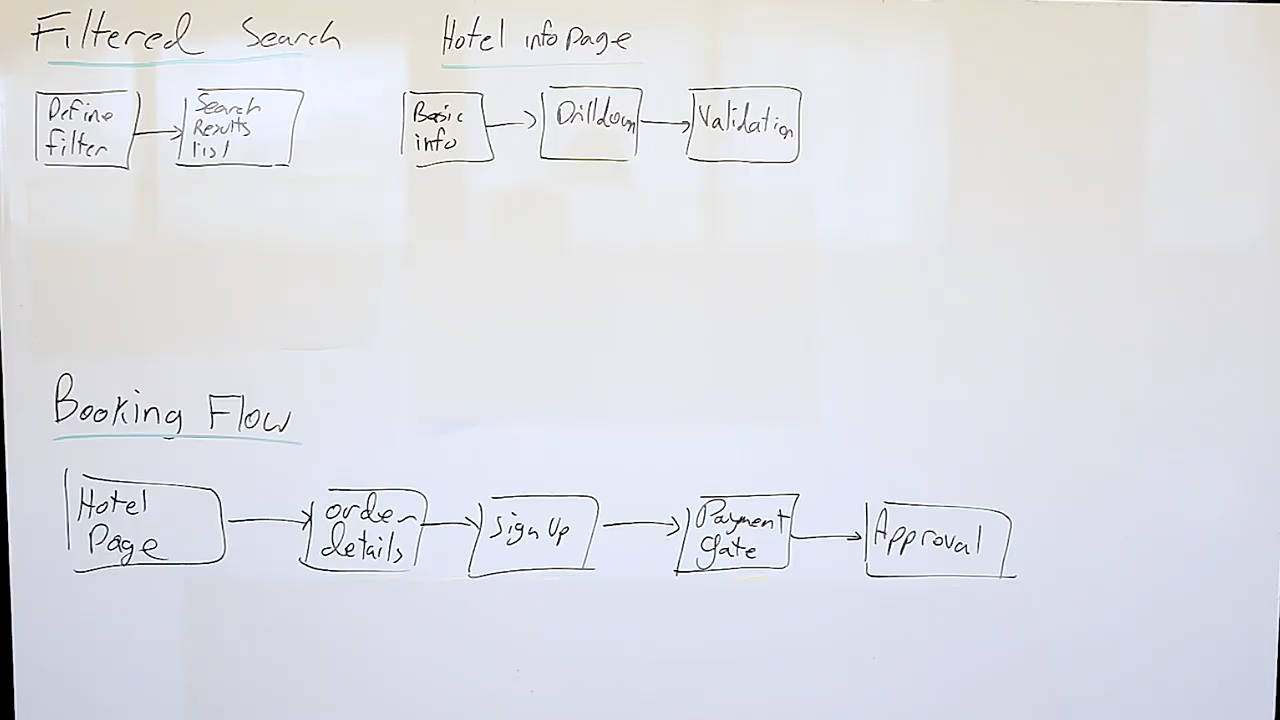 Filtered Search
Hotel info page
Define
filter
Search
Results
list
Basic
info
Drilldown
Validation
Booking Flow
Hotel
Page
order
details
sign Up
Payment
gate
Approval